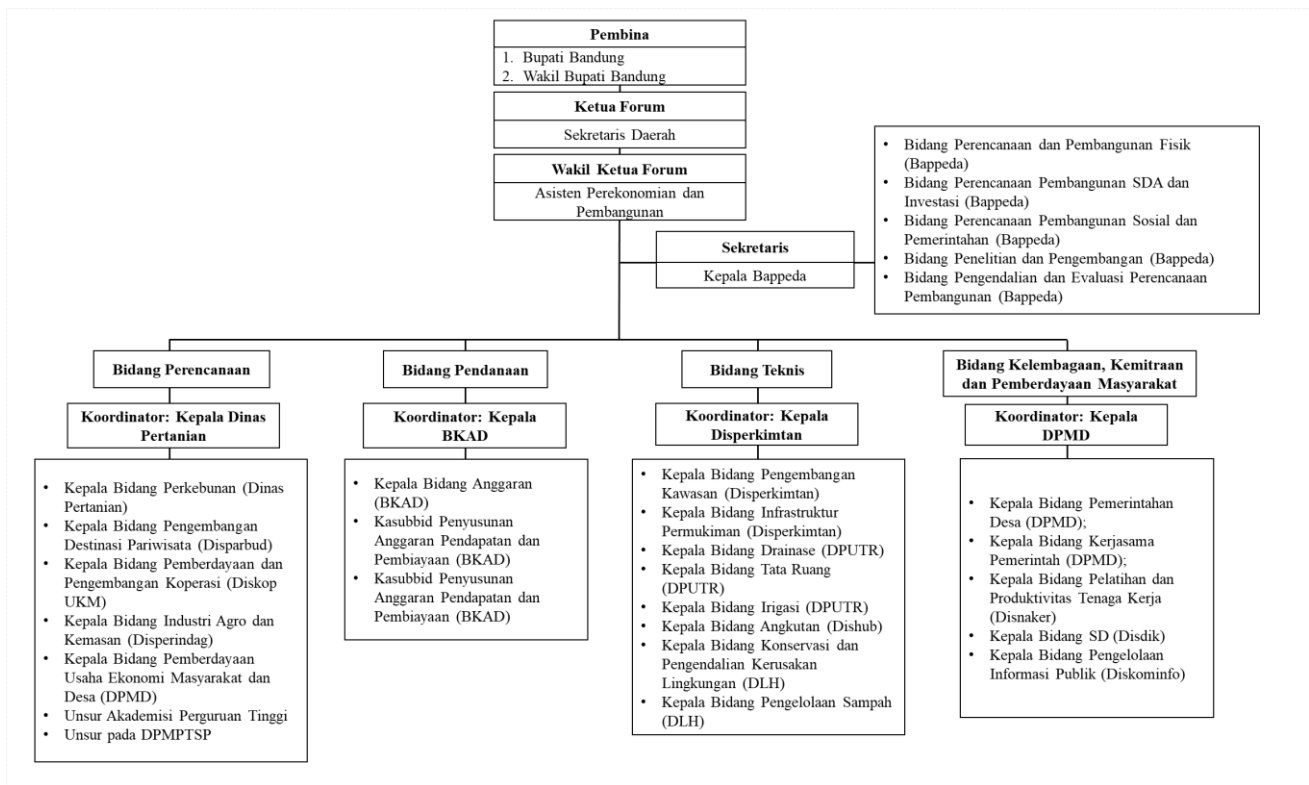 Pembina
1. Bupati Bandung
2. Wakil Bupati Bandung
Ketua Forum
Sekretaris Daerah
Wakil Ketua Forum
Asisten Perekonomian dan
Pembangunan
Sekretaris
Kepala Bappeda
• Bidang Perencanaan dan Pembangunan Fisik
(Bappeda)
• Bidang Perencanaan Pembangunan SDA dan
Investasi (Bappeda)
• Bidang Perencanaan Pembangunan Sosial dan
Pemerintahan (Bappeda)
• Bidang Penelitian dan Pengembangan (Bappeda)
• Bidang Pengendalian dan Evaluasi Perencanaan
Pembangunan (Bappeda)
Bidang Perencanaan
Koordinator: Kepala Dinas
Pertanian
• Kepala Bidang Perkebunan (Dinas
Pertanian)
• Kepala Bidang Pengembangan
Destinasi Pariwisata (Disparbud)
• Kepala Bidang Pemberdayaan dan
Pengembangan Koperasi (Diskop
UKM)
• Kepala Bidang Industri Agro dan
Kemasan (Disperindag)
• Kepala Bidang Pemberdayaan
Usaha Ekonomi Masyarakat dan
Desa (DPMD)
• Unsur Akademisi Perguruan Tinggi
• Unsur pada DPMPTSP
Bidang Pendanaan
Koordinator: Kepala
BKAD
• Kepala Bidang Anggaran
(BKAD)
• Kasubbid Penyusunan
Anggaran Pendapatan dan
Pembiayaan (BKAD)
• Kasubbid Penyusunan
Anggaran Pendapatan dan
Pembiayaan (BKAD)
Bidang Teknis
Koordinator: Kepala
Disperkimtan
• Kepala Bidang Pengembangan
Kawasan (Disperkimtan)
• Kepala Bidang Infrastruktur
Permukiman (Disperkimtan)
• Kepala Bidang Drainase (DPUTR)
• Kepala Bidang Tata Ruang
(DPUTR)
• Kepala Bidang Irigasi (DPUTR)
• Kepala Bidang Angkutan (Dishub)
• Kepala Bidang Konservasi dan
Pengendalian Kerusakan
Lingkungan (DLH)
• Kepala Bidang Pengelolaan Sampah
(DLH)
Bidang Kelembagaan, Kemitraan
dan Pemberdayaan Masyarakat
Koordinator: Kepala
DPMD
• Kepala Bidang Pemerintahan
Desa (DPMD);
• Kepala Bidang Kerjasama
Pemerintah (DPMD);
• Kepala Bidang Pelatihan dan
Produktivitas Tenaga Kerja
(Disnaker)
• Kepala Bidang SD (Disdik)
• Kepala Bidang Pengelolaan
Informasi Publik (Diskominfo)